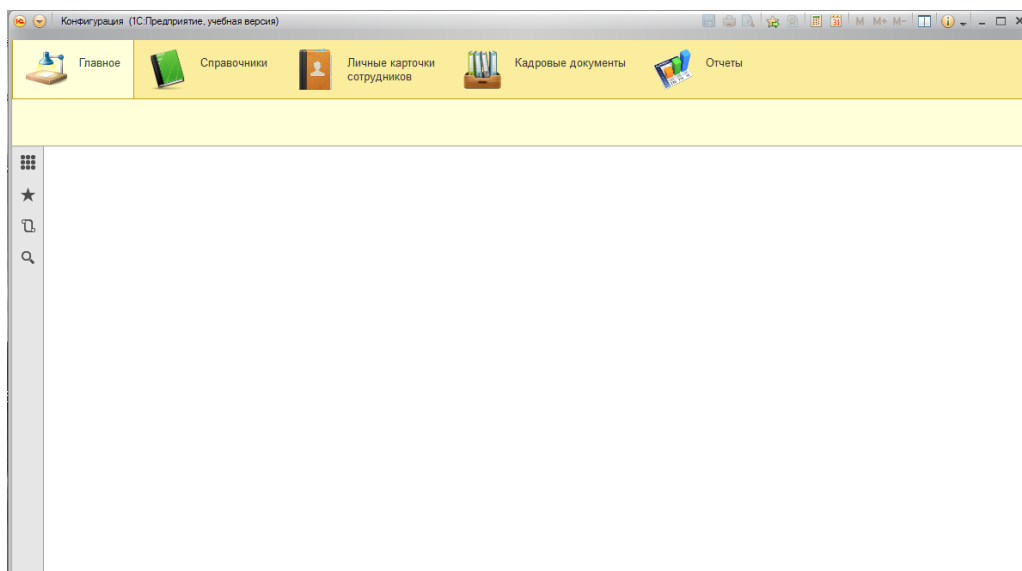 Конфигурация (1С:Предприятие, учебная версия)
M M+ M-
Главное
Справочники
Личные карточки
сотрудников
Кадровые документы
Отчеты